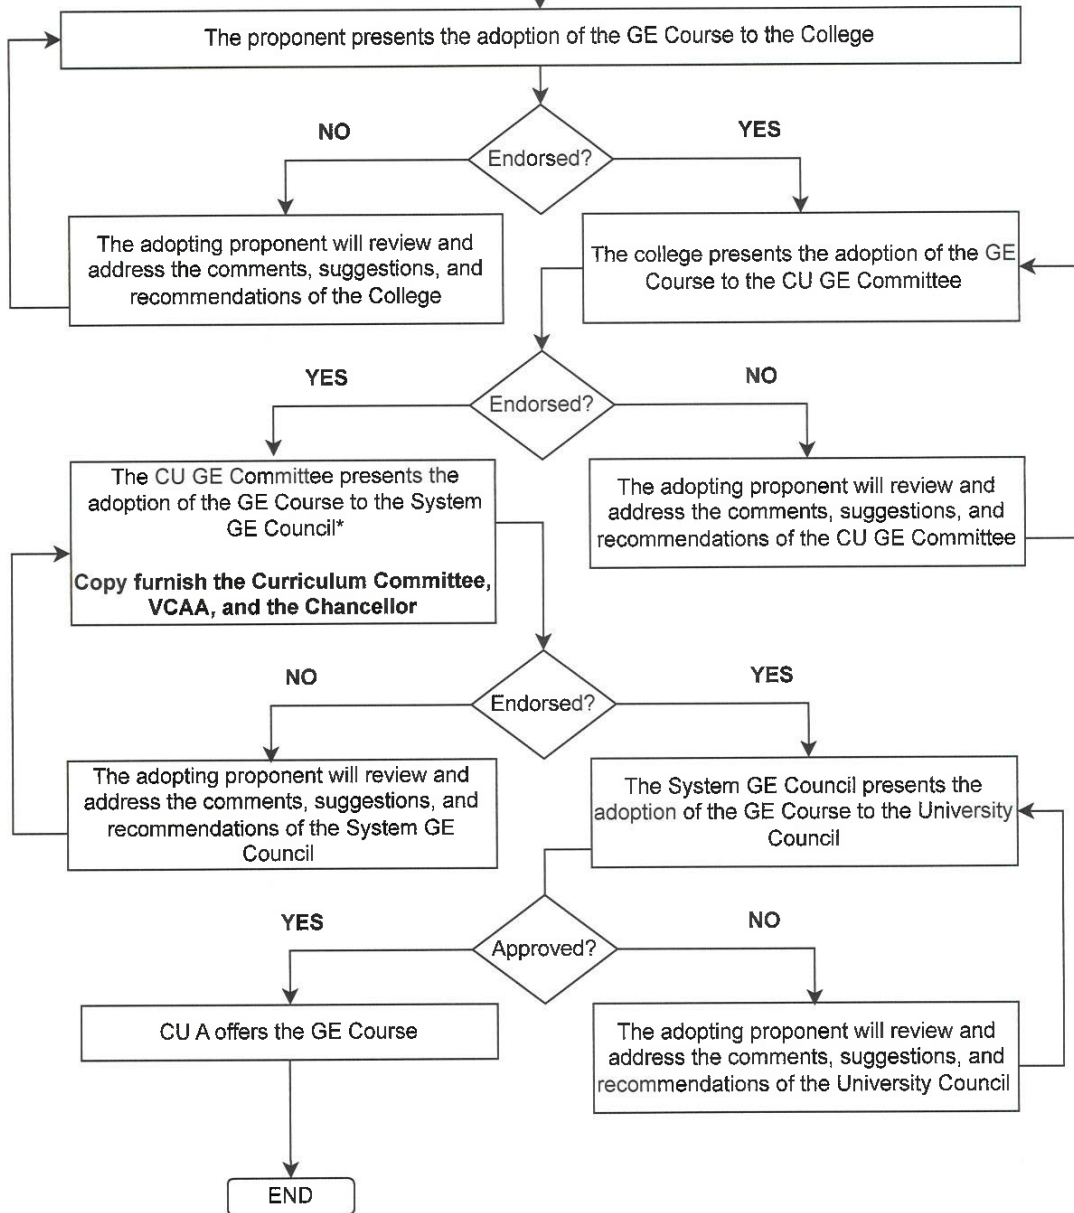 The proponent presents the adoption of the GE Course to the College
Endorsed?
NO
YES
The adopting proponent will review and
address the comments, suggestions, and
recommendations of the College
The college presents the adoption of the GE
Course to the CU GE Committee
Endorsed?
YES
NO
The CU GE Committee presents the
adoption of the GE Course to the System
GE Council*
Copy furnish the Curriculum Committee,
VCAA, and the Chancellor
The adopting proponent will review and
address the comments, suggestions, and
recommendations of the CU GE Committee
Endorsed?
NO
YES
The adopting proponent will review and
address the comments, suggestions, and
recommendations of the System GE
Council
The System GE Council presents the
adoption of the GE Course to the University
Council
Approved?
YES
NO
CU A offers the GE Course
The adopting proponent will review and
address the comments, suggestions, and
recommendations of the University Council
END